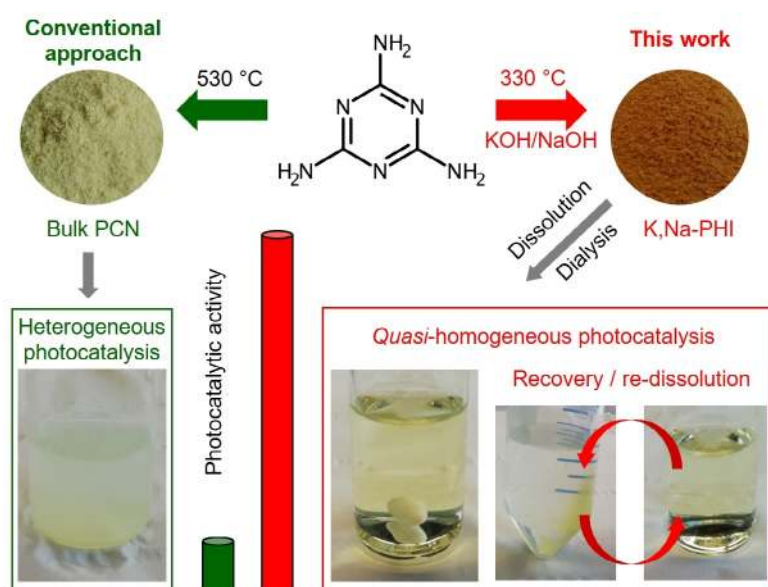 Conventional
approach
530 °C
NH₂
N
N
N
H₂N
NH₂
330 °C
KOH/NaOH
This work
Bulk PCN
K,Na-PHI
Dissolution
Dialysis
Heterogeneous
photocatalysis
Photocatalytic activity
Quasi-homogeneous photocatalysis
Recovery / re-dissolution